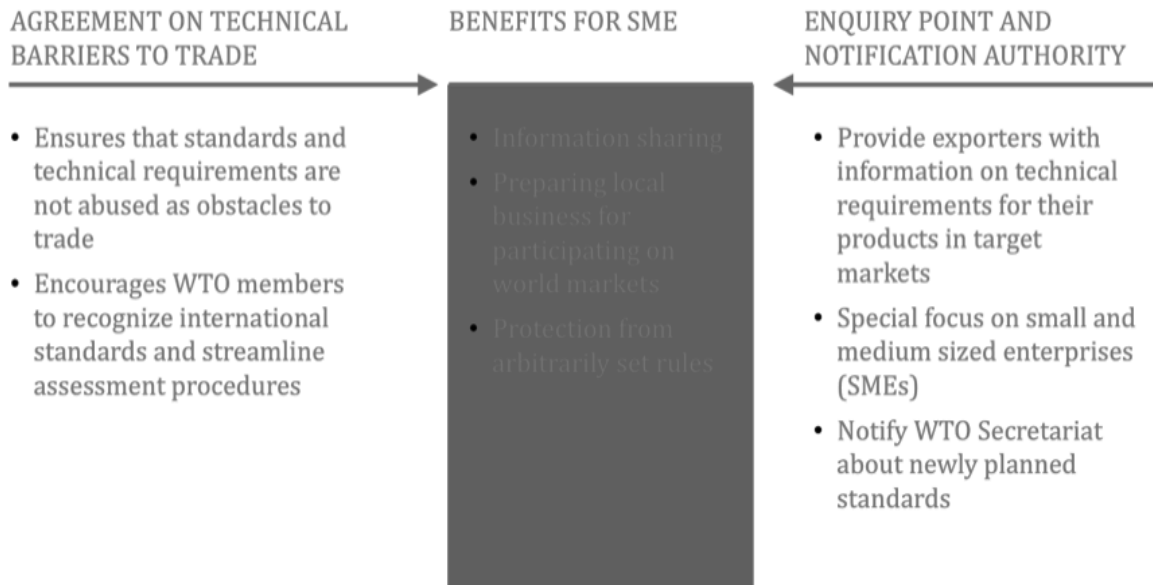 AGREEMENT ON TECHNICAL
BARRIERS TO TRADE
• Ensures that standards and
technical requirements are
not abused as obstacles to
trade
• Encourages WTO members
to recognize international
standards and streamline
assessment procedures
BENEFITS FOR SME
• Information sharing
• Preparing local
business for
participating on
world markets
• Protection from
arbitrarily set rules
ENQUIRY POINT AND
NOTIFICATION AUTHORITY
• Provide exporters with
information on technical
requirements for their
products in target
markets
• Special focus on small and
medium sized enterprises
(SMEs)
• Notify WTO Secretariat
about newly planned
standards